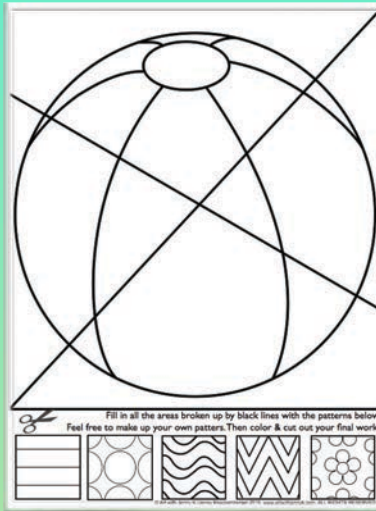 Fill in all the areas broken up by black lines with the patterns below
Feel free to make up your own patters. Then color & cut out your final work